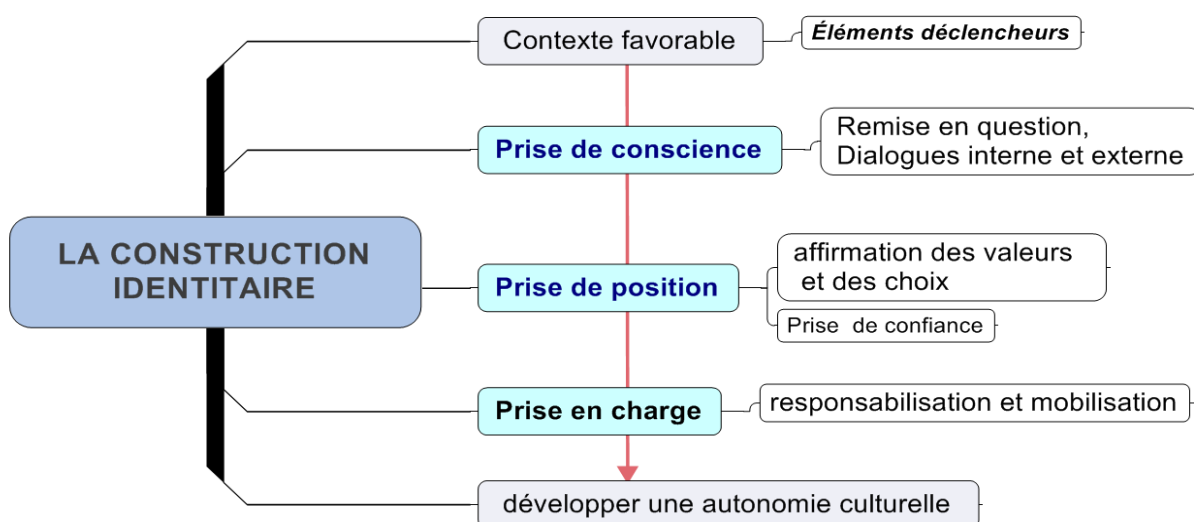 Contexte favorable
Éléments déclencheurs
Prise de conscience
Remise en question,
Dialogues interne et externe
LA CONSTRUCTION
IDENTITAIRE
Prise de position
affirmation des valeurs
et des choix
Prise de confiance
Prise en charge
responsabilisation et mobilisation
développer une autonomie culturelle